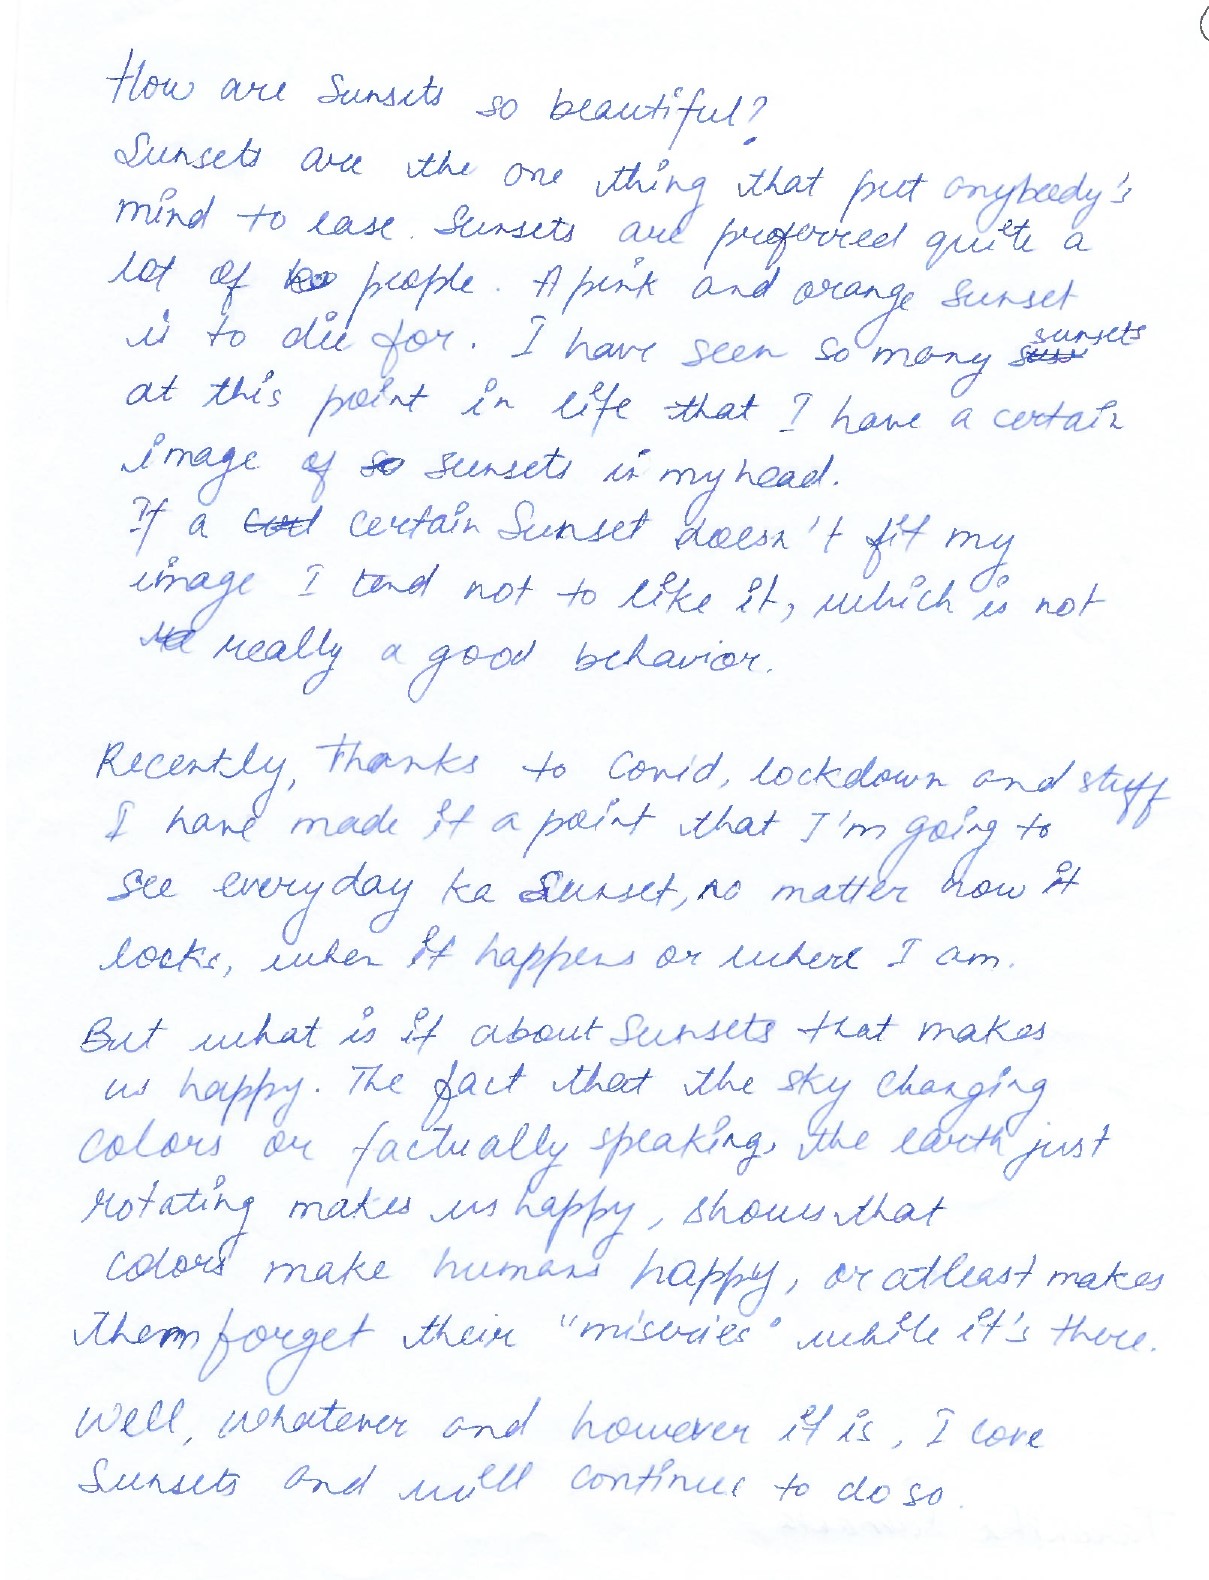 How are Sunsets so beautiful?
Sunsets are the one thing that put anybody's
mind to ease. Sunsets are preferred quite a
lot of people. A pink and orange Sunset
is to die for. I have seen so many sunsets
at this point in life that I have a certain
image of sunsets in my head.
If a certain Sunset doesn't fit my
image I tend not to like it, which is not
really a good behavior.
Recently, Thanks to Covid, lockdown and stuff
I have made it a point that I'm going to
see everyday ka Sunset, no matter how it
looks, when it happens or where I am.
But what is it about Sunsets that makes
us happy. The fact that the sky changing
colors or factually speaking, the earth just
rotating makes us happy, shows that
colors make humans happy, or atleast makes
them forget their "miseries" while it's there.
Well, whatever and however it is, I love
Sunsets and will continue to do so.